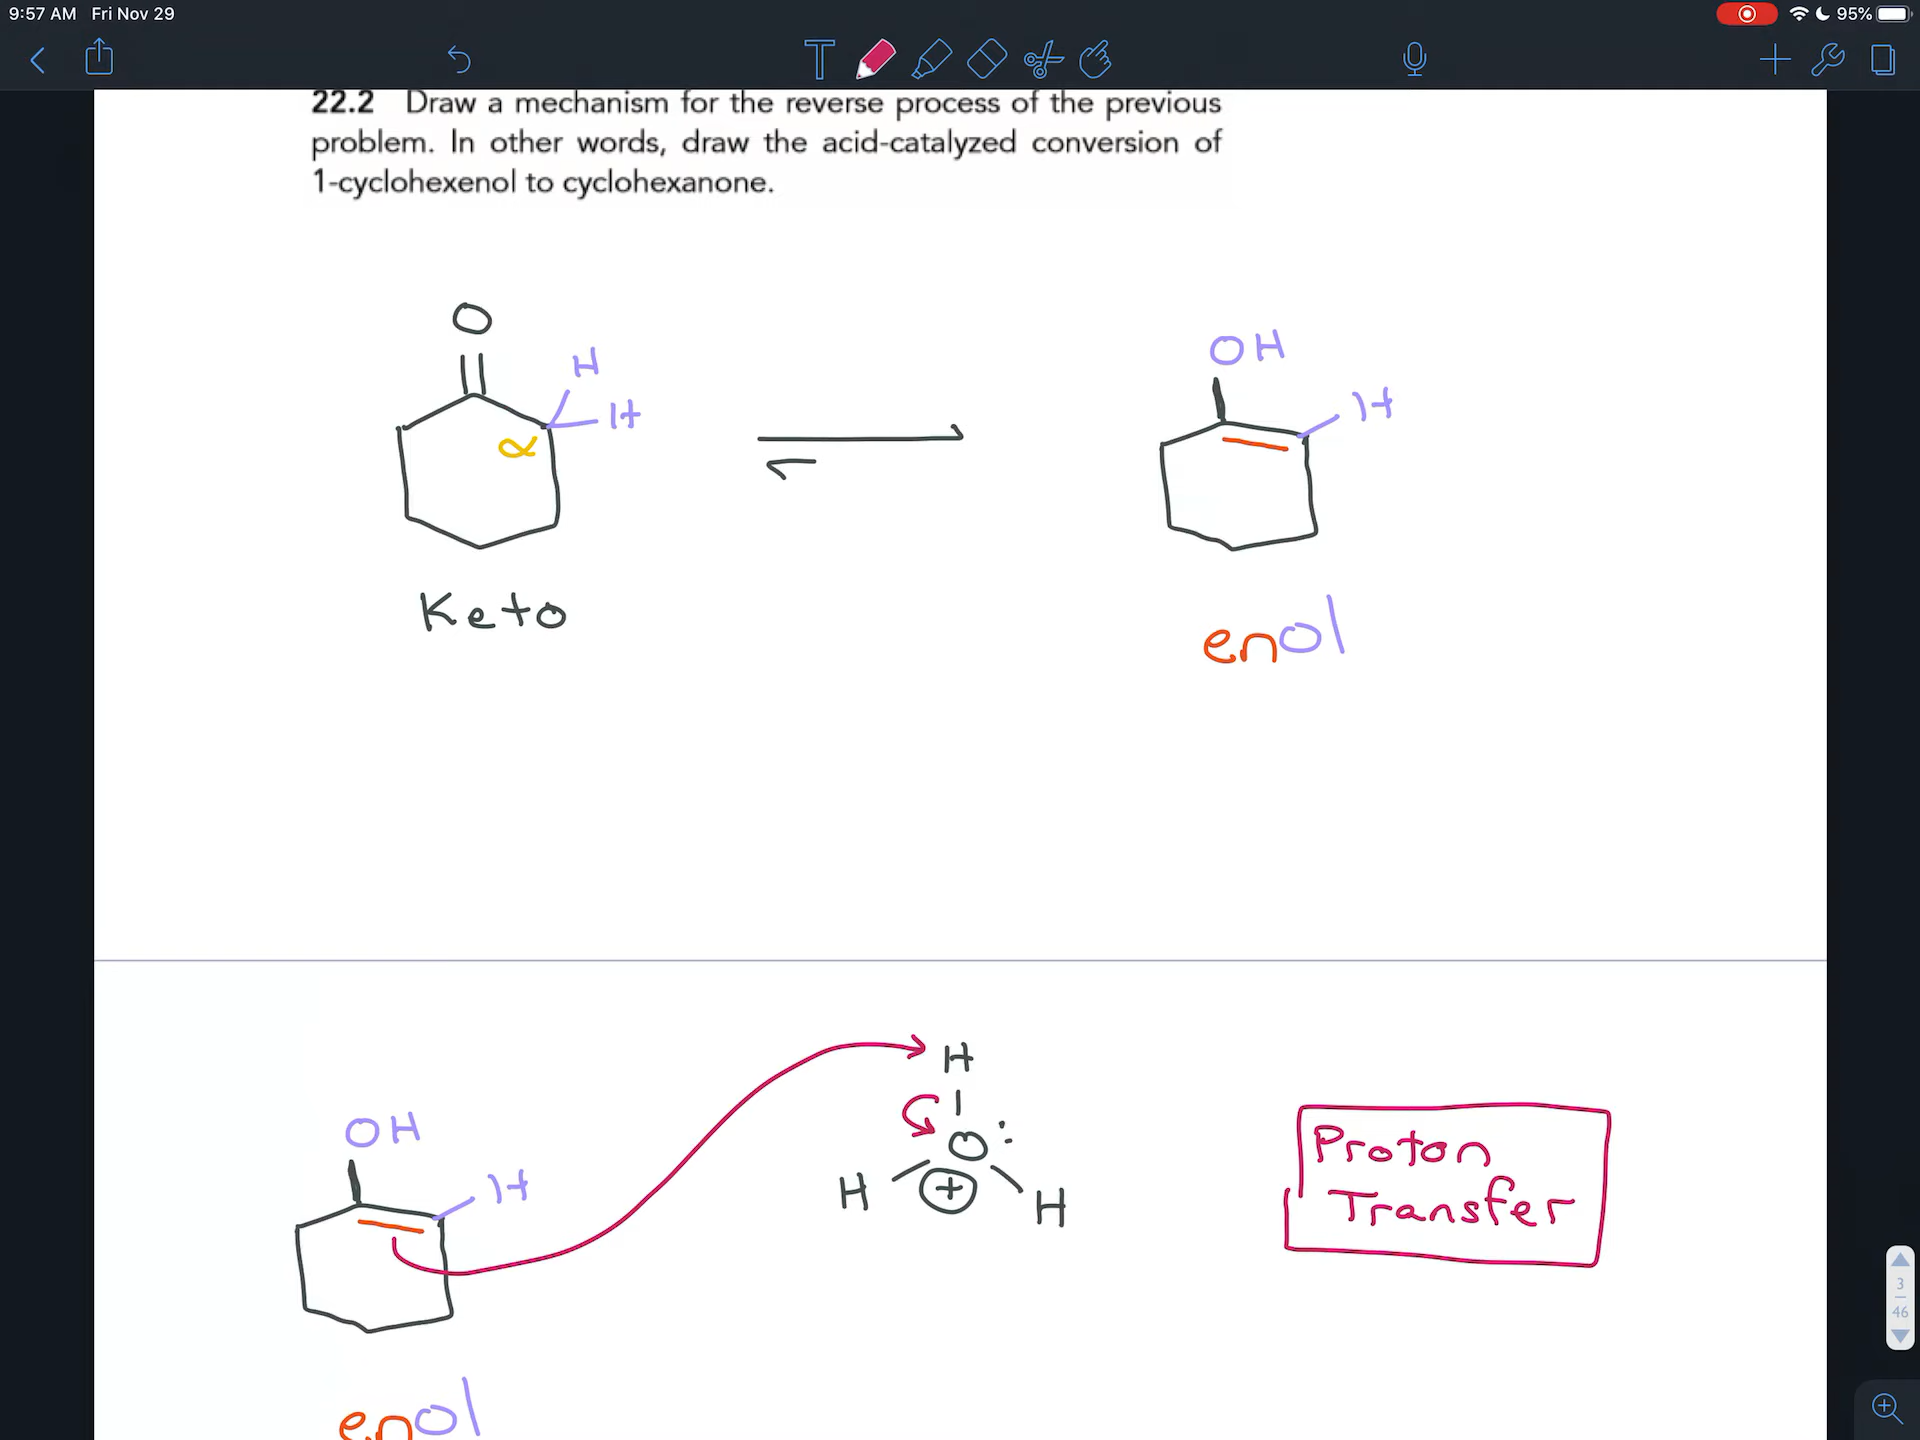 9:57 AM Fri Nov 29
95%
T
22.2 Draw a mechanism for the reverse process of the previous
problem. In other words, draw the acid-catalyzed conversion of
1-cyclohexenol to cyclohexanone.
O
H
H
α
OH
H
Keto
enol
H
O:
H + H
OH
H
Proton
Transfer
enol
3
46